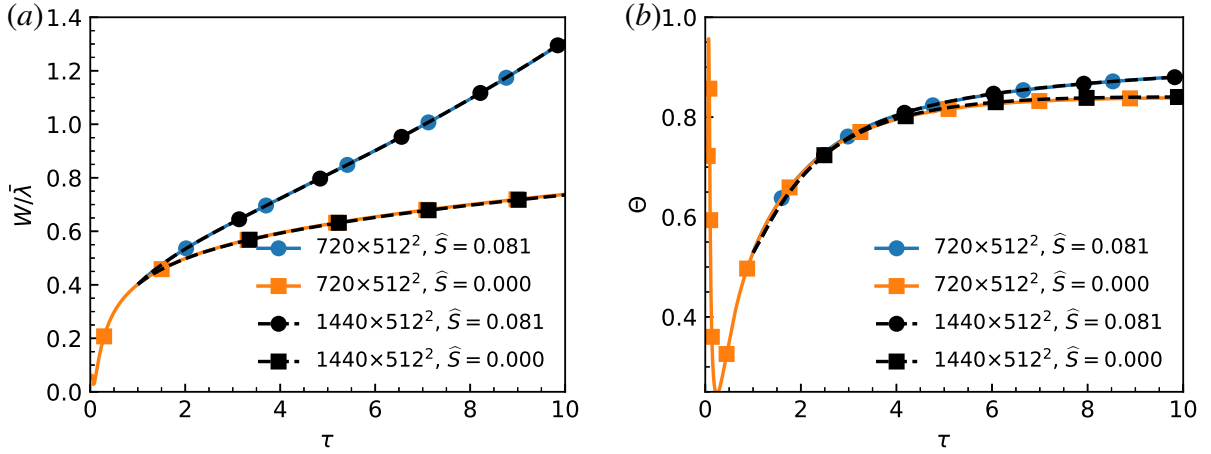 (a)
1.4
1.2
1.0
0.8
0.6
0.4
0.2
0.0
W/λ̄
0 2 4 6 8 10
τ
720×512², Ŝ = 0.081
720×512², Ŝ = 0.000
1440×512², Ŝ = 0.081
1440×512², Ŝ = 0.000
(b)
1.0
0.8
0.6
0.4
Θ
0 2 4 6 8 10
τ
720×512², Ŝ = 0.081
720×512², Ŝ = 0.000
1440×512², Ŝ = 0.081
1440×512², Ŝ = 0.000